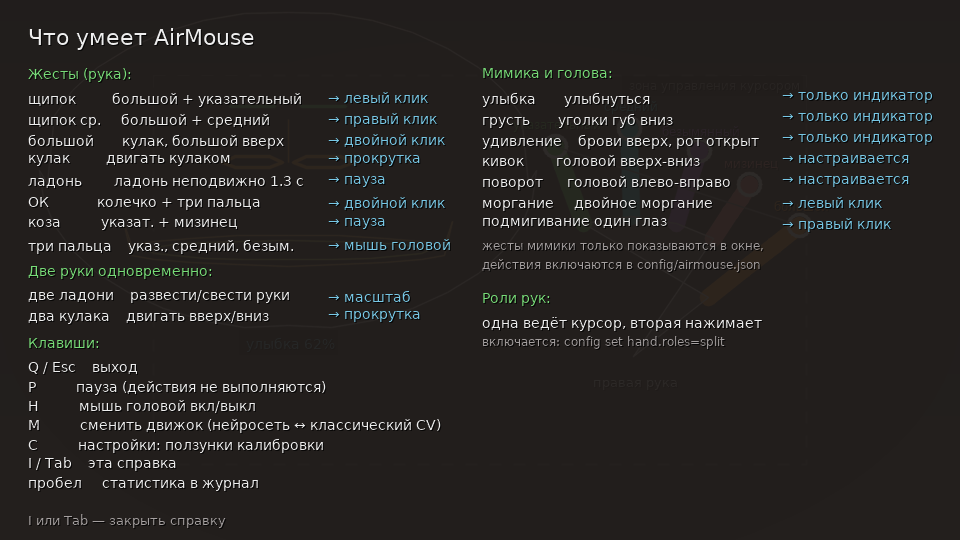 Что умеет AirMouse
Жесты (рука):
щипок большой + указательный → левый клик
щипок ср. большой + средний → правый клик
большой кулак, большой вверх → двойной клик
кулак двигать кулаком → прокрутка
ладонь ладонь неподвижно 1.3 с → пауза
ОК колечко + три пальца → двойной клик
коза указат. + мизинец → пауза
три пальца указ., средний, безым. → мышь головой
Две руки одновременно:
две ладони развести/свести руки → масштаб
два кулака двигать вверх/вниз → прокрутка
Клавиши:
Q / Esc выход
P пауза (действия не выполняются)
H мышь головой вкл/выкл
M сменить движок (нейросеть ↔ классический CV)
C настройки: ползунки калибровки
I / Tab эта справка
пробел статистика в журнал
I или Tab — закрыть справку
Мимика и голова:
улыбка улыбнуться → только индикатор
грусть уголки губ вниз → только индикатор
удивление брови вверх, рот открыт → только индикатор
кивок головой вверх-вниз → настраивается
поворот головой влево-вправо → настраивается
моргание двойное моргание → левый клик
подмигивание один глаз → правый клик
жесты мимики только показываются в окне,
действия включаются в config/airmouse.json
Роли рук:
одна ведёт курсор, вторая нажимает
включается: config set hand.roles=split
улыбка 62%
правая рука